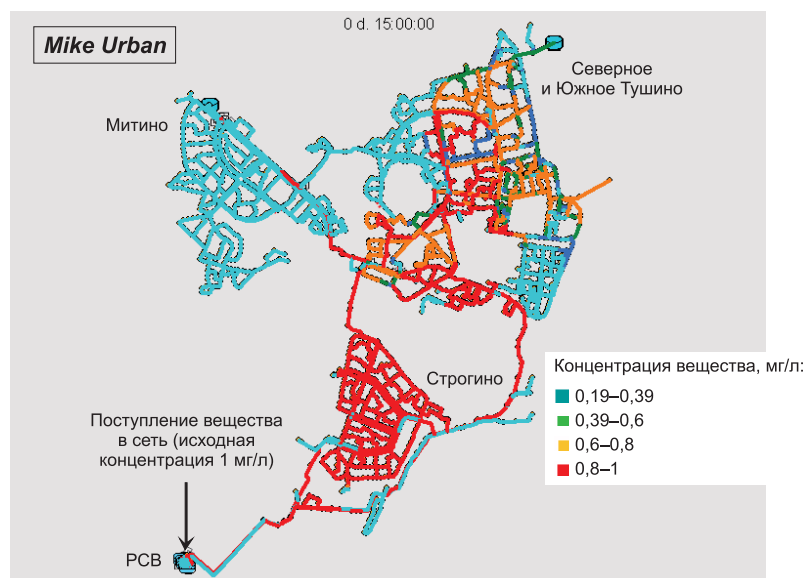 0 d. 15:00:00
Mike Urban
Северное
и Южное Тушино
Митино
Строгино
Концентрация вещества, мг/л:
0,19–0,39
0,39–0,6
0,6–0,8
0,8–1
Поступление вещества
в сеть (исходная
концентрация 1 мг/л)
РСВ